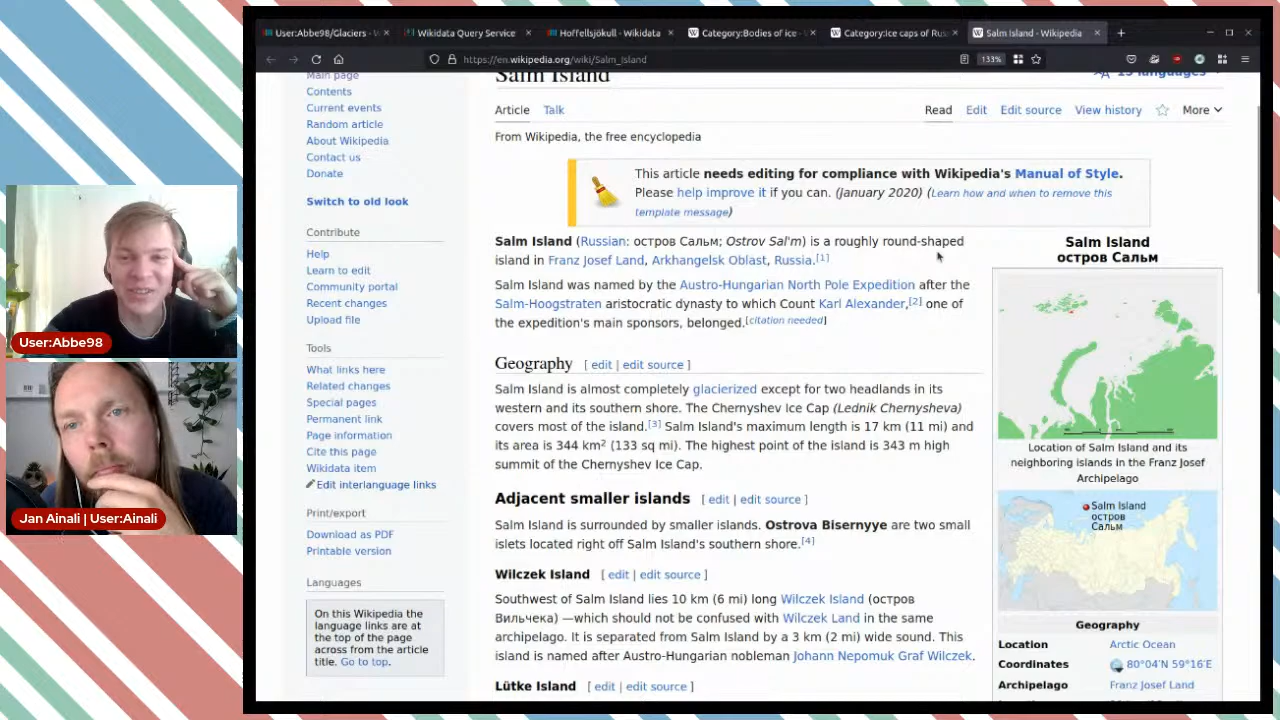 User:Abbe98/Glaciers - W
Wikidata Query Service
Hoffellsjökull - Wikidata
Category:Bodies of ice - 
Category:Ice caps of Rus
Salm Island - Wikipedia
https://en.wikipedia.org/wiki/Salm_Island
133%
Main page
Contents
Current events
Random article
About Wikipedia
Contact us
Donate
Switch to old look
Contribute
Help
Learn to edit
Community portal
Recent changes
Upload file
Tools
What links here
Related changes
Special pages
Permanent link
Page information
Cite this page
Wikidata item
Edit interlanguage links
Print/export
Download as PDF
Printable version
Languages
On this Wikipedia the
language links are at
the top of the page
across from the article
title. Go to top.
Salm Island
languages
Article Talk
Read Edit Edit source View history More
From Wikipedia, the free encyclopedia
This article needs editing for compliance with Wikipedia's Manual of Style.
Please help improve it if you can. (January 2020) (Learn how and when to remove this
template message)
Salm Island (Russian: остров Сальм; Ostrov Sal'm) is a roughly round-shaped
island in Franz Josef Land, Arkhangelsk Oblast, Russia.[1]
Salm Island was named by the Austro-Hungarian North Pole Expedition after the
Salm-Hoogstraten aristocratic dynasty to which Count Karl Alexander,[2] one of
the expedition's main sponsors, belonged.[citation needed]
Geography [ edit | edit source ]
Salm Island is almost completely glacierized except for two headlands in its
western and its southern shore. The Chernyshev Ice Cap (Lednik Chernysheva)
covers most of the island.[3] Salm Island's maximum length is 17 km (11 mi) and
its area is 344 km² (133 sq mi). The highest point of the island is 343 m high
summit of the Chernyshev Ice Cap.
Adjacent smaller islands [ edit | edit source ]
Salm Island is surrounded by smaller islands. Ostrova Bisernyye are two small
islets located right off Salm Island's southern shore.[4]
Wilczek Island [ edit | edit source ]
Southwest of Salm Island lies 10 km (6 mi) long Wilczek Island (остров
Вильчека) —which should not be confused with Wilczek Land in the same
archipelago. It is separated from Salm Island by a 3 km (2 mi) wide sound. This
island is named after Austro-Hungarian nobleman Johann Nepomuk Graf Wilczek.
Lütke Island [ edit | edit source ]
Salm Island
остров Сальм
Location of Salm Island and its
neighboring islands in the Franz Josef
Archipelago
Salm Island
остров
Сальм
Geography
Location Arctic Ocean
Coordinates 80°04′N 59°16′E
Archipelago Franz Josef Land
User:Abbe98
Jan Ainali | User:Ainali